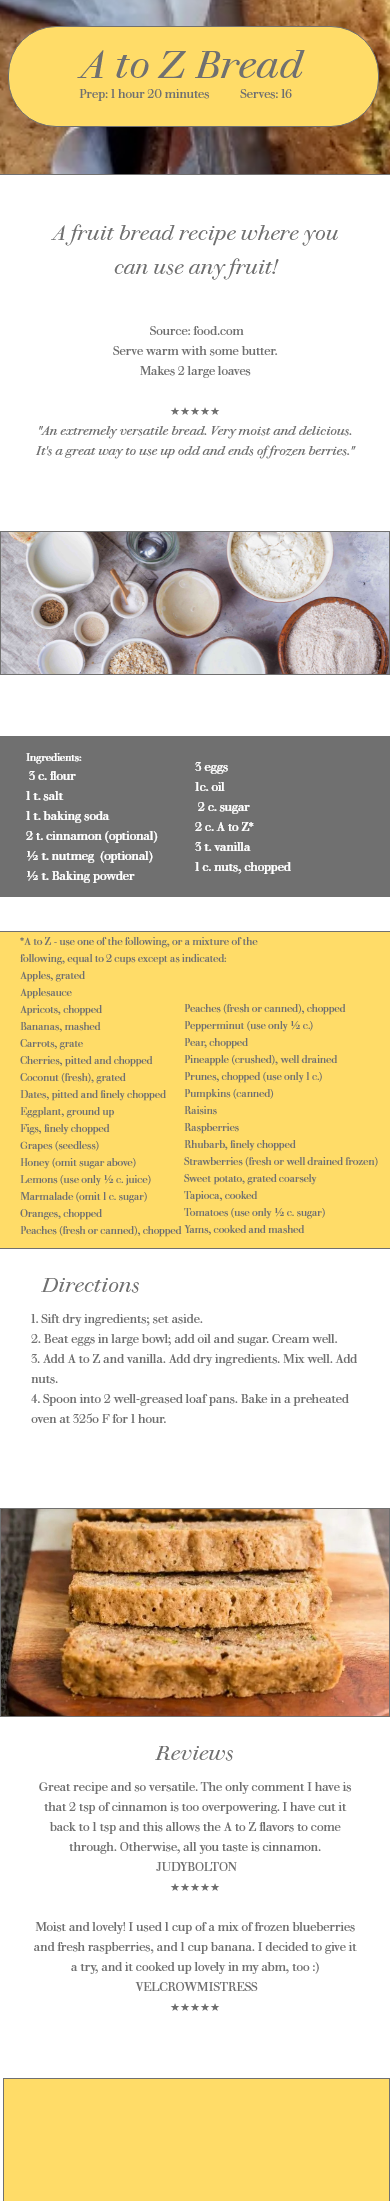 A to Z Bread
Prep: 1 hour 20 minutes Serves: 16
A fruit bread recipe where you
can use any fruit!
Source: food.com
Serve warm with some butter.
Makes 2 large loaves
★★★★★
"An extremely versatile bread. Very moist and delicious.
It's a great way to use up odd and ends of frozen berries."
Ingredients:
3 c. flour
1 t. salt
1 t. baking soda
2 t. cinnamon (optional)
½ t. nutmeg (optional)
½ t. Baking powder
3 eggs
1c. oil
2 c. sugar
2 c. A to Z*
3 t. vanilla
1 c. nuts, chopped
*A to Z - use one of the following, or a mixture of the
following, equal to 2 cups except as indicated:
Apples, grated
Applesauce
Apricots, chopped
Bananas, mashed
Carrots, grate
Cherries, pitted and chopped
Coconut (fresh), grated
Dates, pitted and finely chopped
Eggplant, ground up
Figs, finely chopped
Grapes (seedless)
Honey (omit sugar above)
Lemons (use only ½ c. juice)
Marmalade (omit 1 c. sugar)
Oranges, chopped
Peaches (fresh or canned), chopped
Peaches (fresh or canned), chopped
Pepperminut (use only ½ c.)
Pear, chopped
Pineapple (crushed), well drained
Prunes, chopped (use only 1 c.)
Pumpkins (canned)
Raisins
Raspberries
Rhubarb, finely chopped
Strawberries (fresh or well drained frozen)
Sweet potato, grated coarsely
Tapioca, cooked
Tomatoes (use only ½ c. sugar)
Yams, cooked and mashed
Directions
1. Sift dry ingredients; set aside.
2. Beat eggs in large bowl; add oil and sugar. Cream well.
3. Add A to Z and vanilla. Add dry ingredients. Mix well. Add
nuts.
4. Spoon into 2 well-greased loaf pans. Bake in a preheated
oven at 325o F for 1 hour.
Reviews
Great recipe and so versatile. The only comment I have is
that 2 tsp of cinnamon is too overpowering. I have cut it
back to 1 tsp and this allows the A to Z flavors to come
through. Otherwise, all you taste is cinnamon.
JUDYBOLTON
★★★★★
Moist and lovely! I used 1 cup of a mix of frozen blueberries
and fresh raspberries, and 1 cup banana. I decided to give it
a try, and it cooked up lovely in my abm, too :)
VELCROWMISTRESS
★★★★★